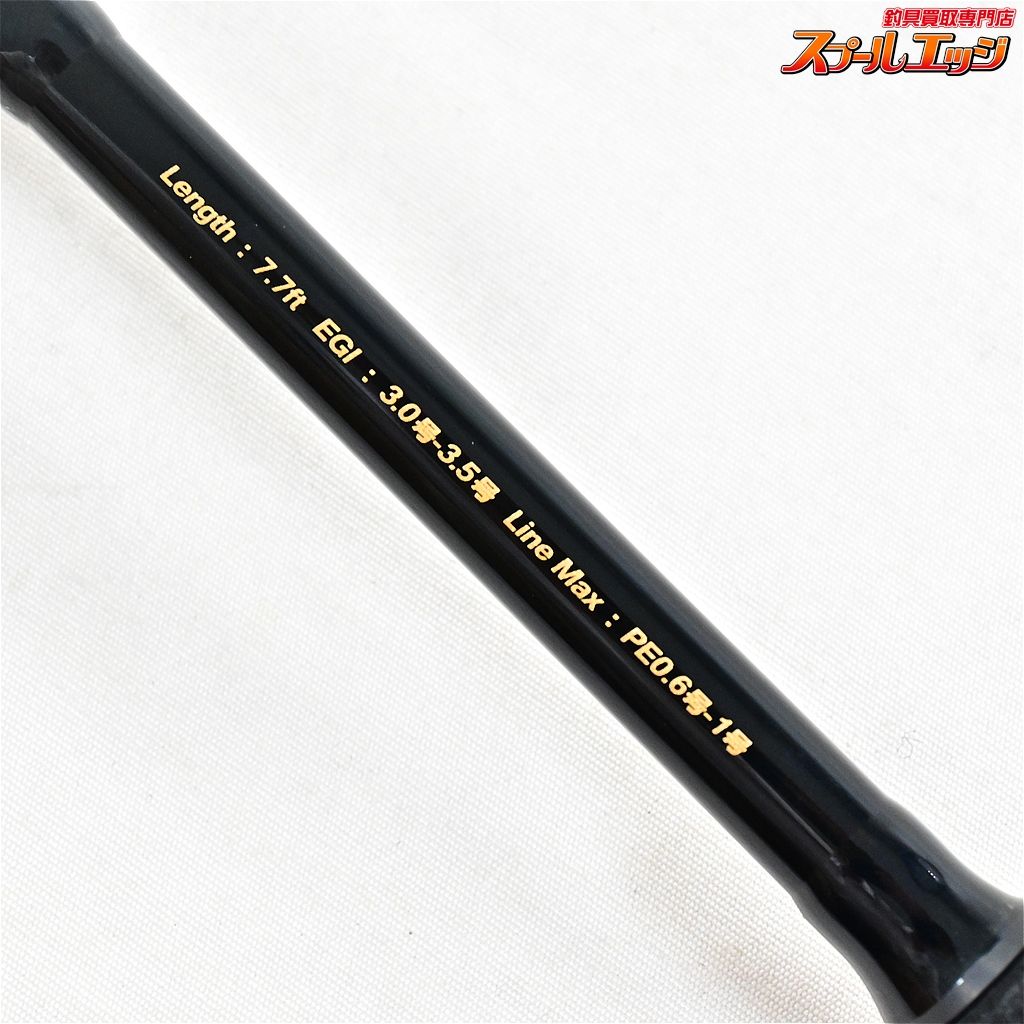 釣具買取専門店
スプールエッジ
Length : 7.7ft EGI : 3.0号-3.5号 Line Max : PE0.6号-1号